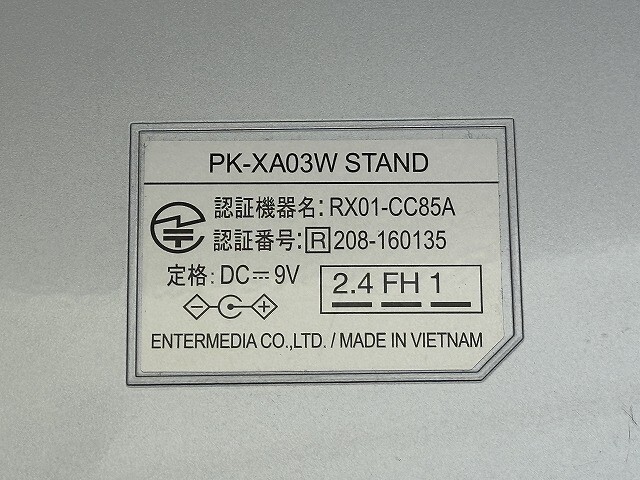 PK-XA03W STAND
認証機器名: RX01-CC85A
認証番号: R 208-160135
定格: DC⎓9V
2.4 FH 1
ENTERMEDIA CO.,LTD. / MADE IN VIETNAM